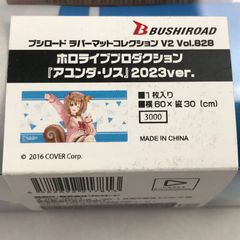 BUSHIROAD
ブシロード ラバーマットコレクション V2 Vol.828
ホロライブプロダクション
『アユンダ・リス』2023ver.
■1枚入り
■横60×縦30(cm)
3000
MADE IN CHINA
© 2016 COVER Corp.